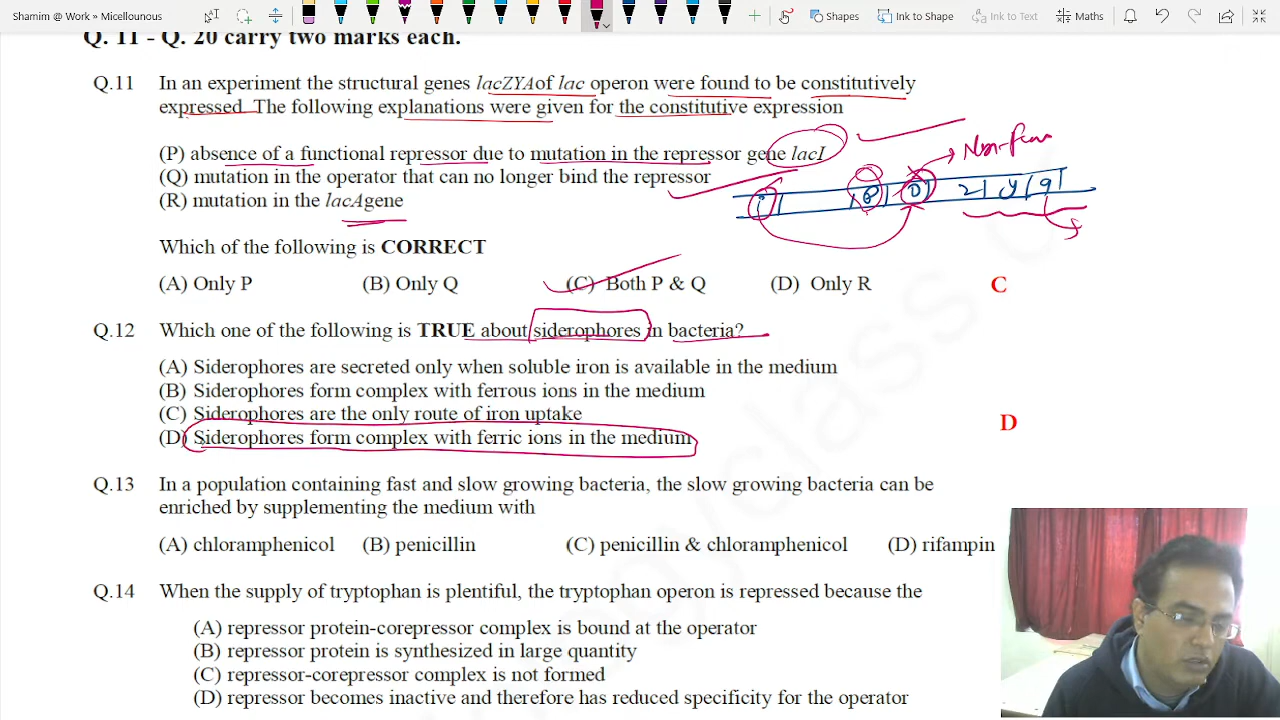 Shamim @ Work » Micellounous
Shapes
Ink to Shape
Ink to Text
Maths
Q. 11 - Q. 20 carry two marks each.
Q.11 In an experiment the structural genes lacZYAof lac operon were found to be constitutively
expressed. The following explanations were given for the constitutive expression
(P) absence of a functional repressor due to mutation in the repressor gene lacI
(Q) mutation in the operator that can no longer bind the repressor
(R) mutation in the lacAgene
Which of the following is CORRECT
(A) Only P (B) Only Q (C) Both P & Q (D) Only R C
Q.12 Which one of the following is TRUE about siderophores in bacteria?
(A) Siderophores are secreted only when soluble iron is available in the medium
(B) Siderophores form complex with ferrous ions in the medium
(C) Siderophores are the only route of iron uptake
(D) Siderophores form complex with ferric ions in the medium D
Q.13 In a population containing fast and slow growing bacteria, the slow growing bacteria can be
enriched by supplementing the medium with
(A) chloramphenicol (B) penicillin (C) penicillin & chloramphenicol (D) rifampin
Q.14 When the supply of tryptophan is plentiful, the tryptophan operon is repressed because the
(A) repressor protein-corepressor complex is bound at the operator
(B) repressor protein is synthesized in large quantity
(C) repressor-corepressor complex is not formed
(D) repressor becomes inactive and therefore has reduced specificity for the operator